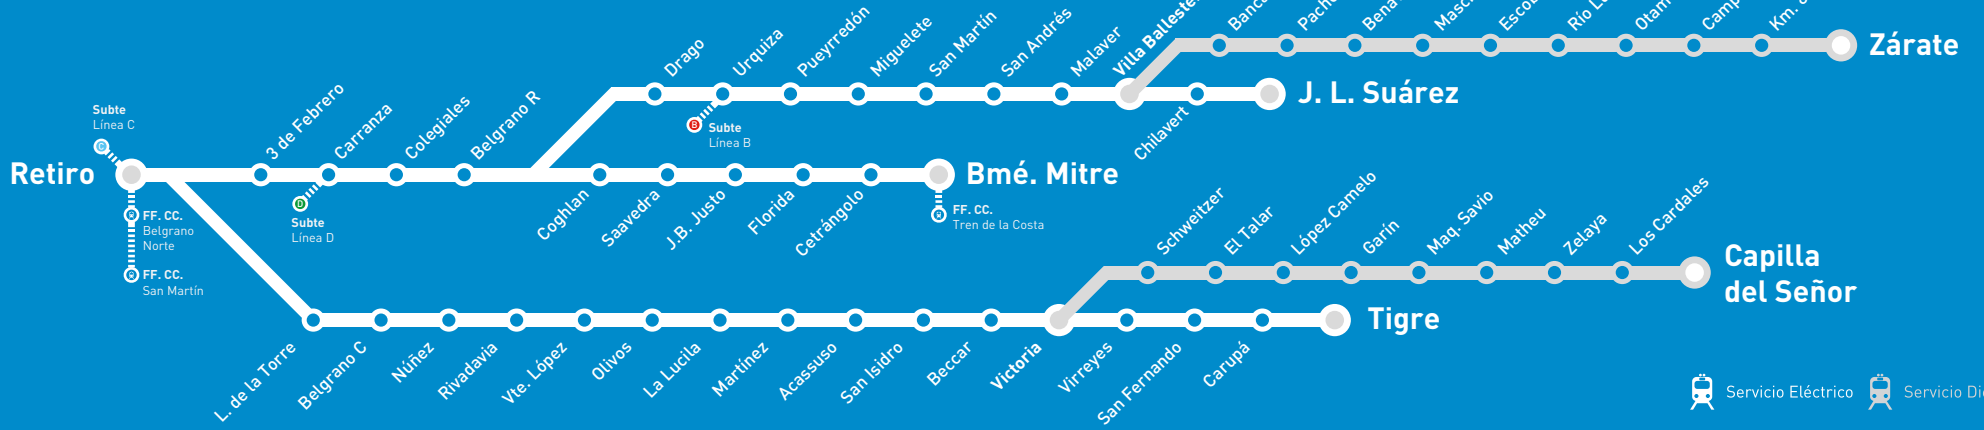 Drago
Urquiza
Pueyrredón
Miguelete
San Martín
San Andrés
Malaver
Zárate
J. L. Suárez
Chilavert
Subte
Línea B
B
Subte
Línea C
C
Retiro
3 de Febrero
Carranza
Colegiales
Belgrano R
Coghlan
Saavedra
J.B. Justo
Florida
Cetrángolo
Bmé. Mitre
D
Subte
Línea D
FF. CC.
Belgrano
Norte
FF. CC.
San Martín
FF. CC.
Tren de la Costa
Schweitzer
El Talar
López Camelo
Garín
Maq. Savio
Matheu
Zelaya
Los Cardales
Capilla
del Señor
L. de la Torre
Belgrano C
Núñez
Rivadavia
Vte. López
Olivos
La Lucila
Martínez
Acassuso
San Isidro
Beccar
Victoria
Virreyes
San Fernando
Carupá
Tigre
Servicio Eléctrico
Servicio
Villa